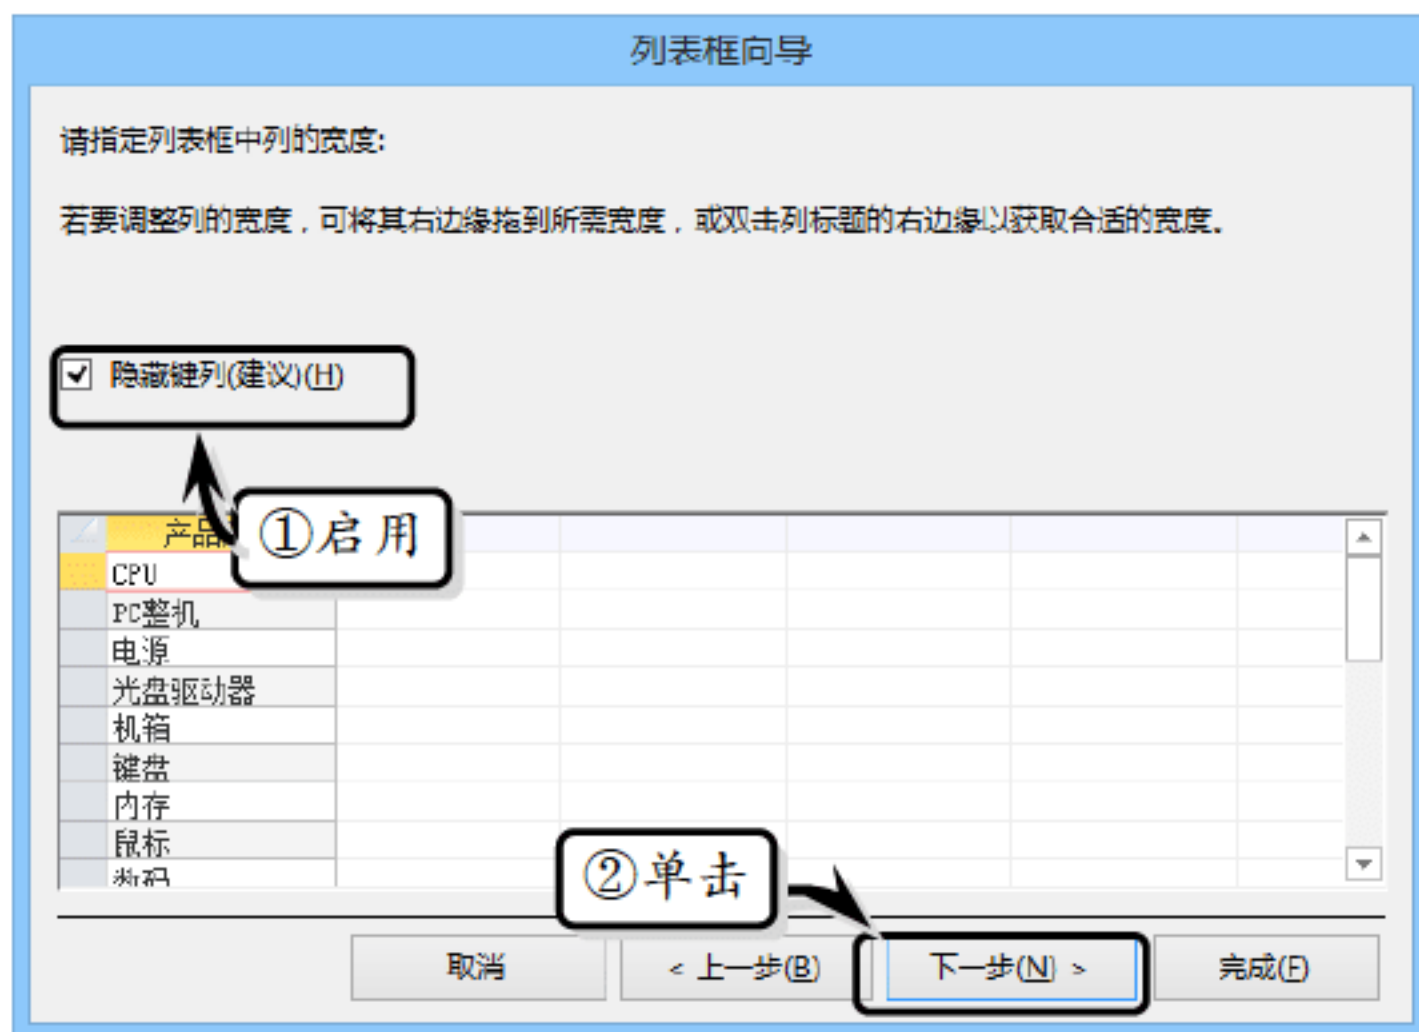 列表框向导
请指定列表框中列的宽度:
若要调整列的宽度，可将其右边缘拖到所需宽度，或双击列标题的右边缘以获取合适的宽度。
隐藏键列(建议)(H)
①启用
产品
CPU
PC整机
电源
光盘驱动器
机箱
键盘
内存
鼠标
数码
②单击
取消
< 上一步(B)
下一步(N) >
完成(F)